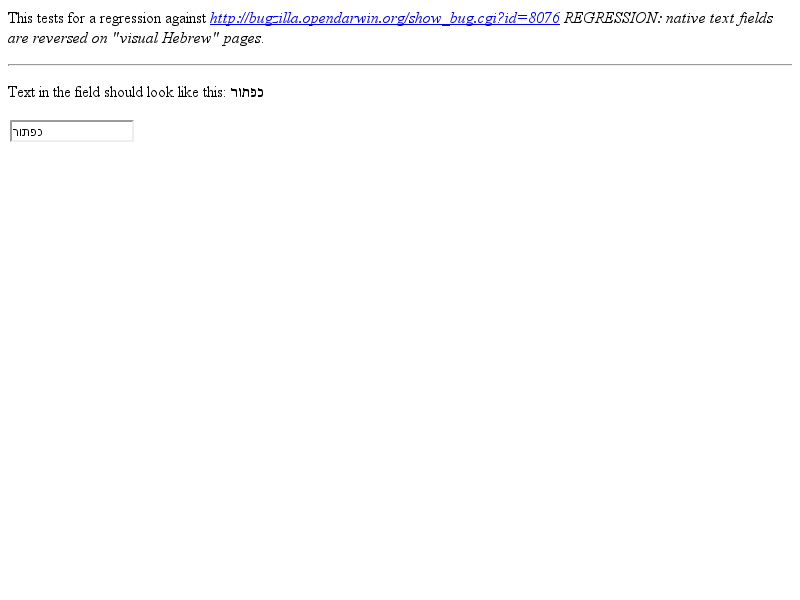 This tests for a regression against http://bugzilla.opendarwin.org/show_bug.cgi?id=8076 REGRESSION: native text fields
are reversed on "visual Hebrew" pages.
Text in the field should look like this: כפתור
כפתור